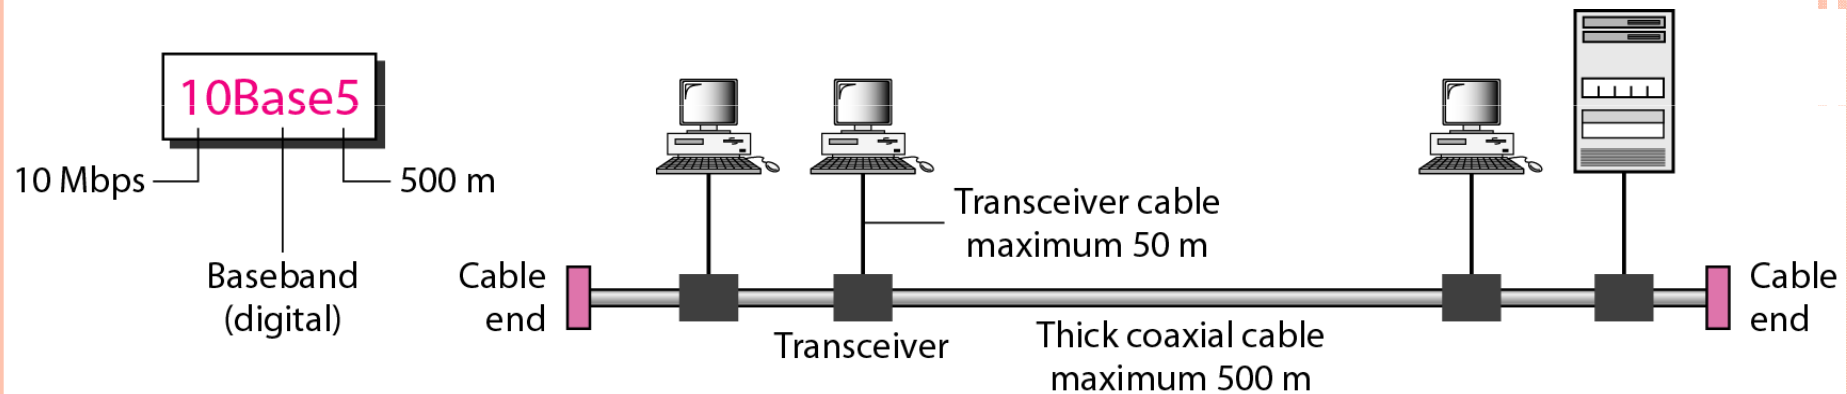 10Base5
10 Mbps
500 m
Baseband
(digital)
Transceiver cable
maximum 50 m
Cable
end
Transceiver
Thick coaxial cable
maximum 500 m
Cable
end